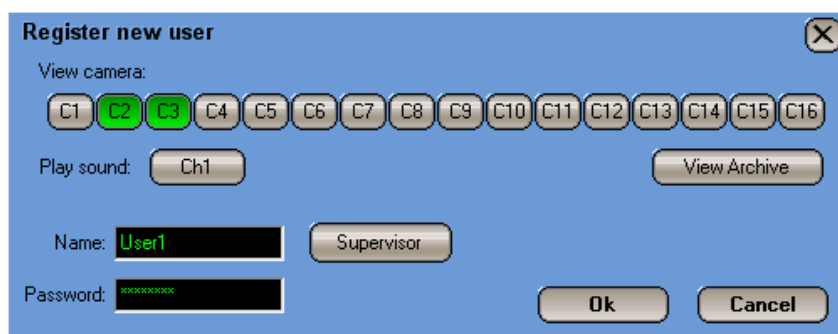 Register new user
View camera:
C1 C2 C3 C4 C5 C6 C7 C8 C9 C10 C11 C12 C13 C14 C15 C16
Play sound: Ch1 View Archive
Name: User1 Supervisor
Password: ********
Ok Cancel